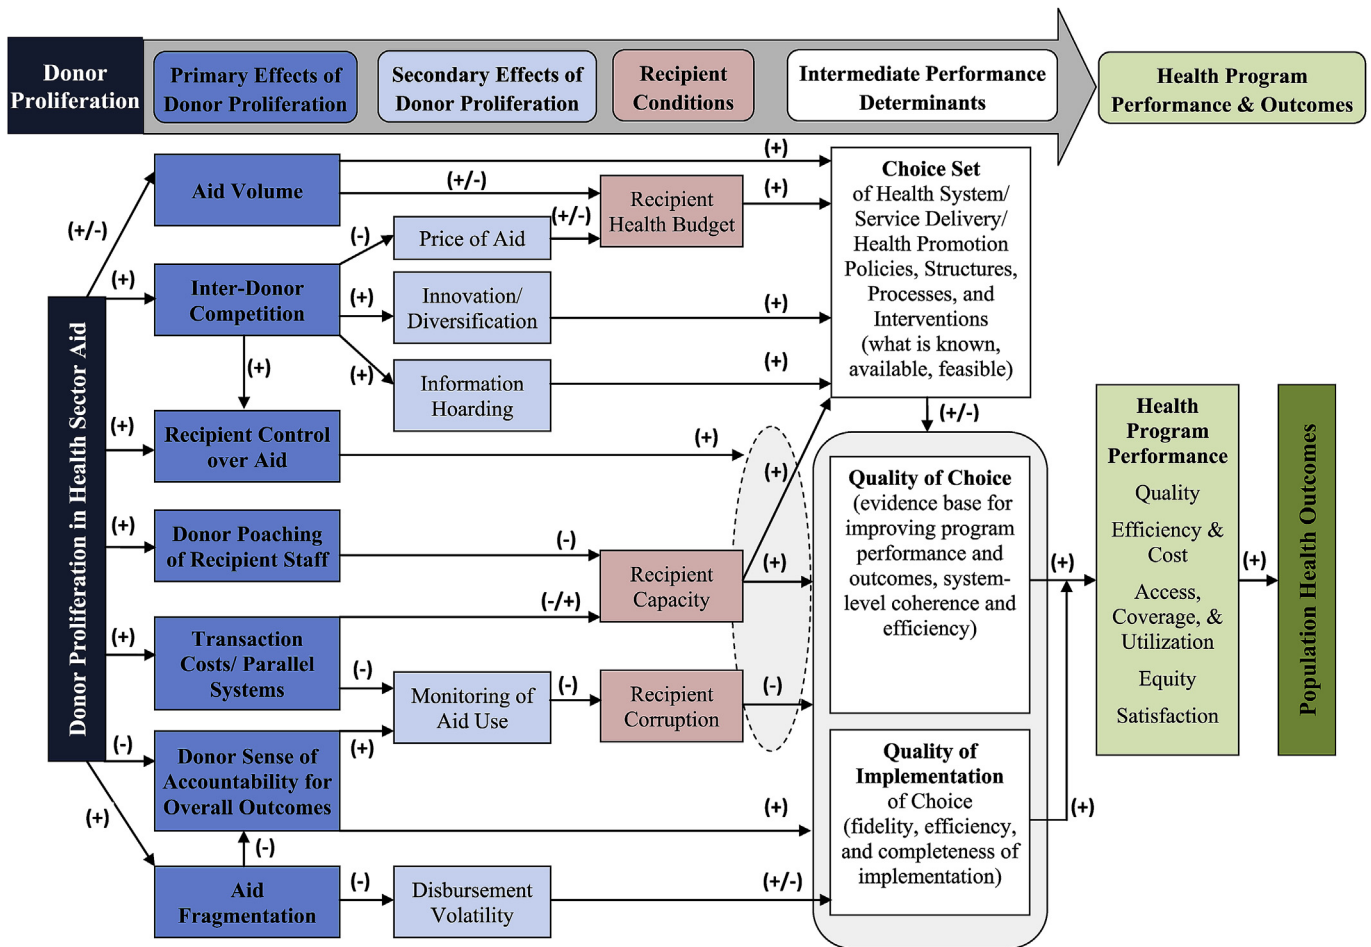 Donor
Proliferation
Primary Effects of
Donor Proliferation
Secondary Effects of
Donor Proliferation
Recipient
Conditions
Intermediate Performance
Determinants
Health Program
Performance & Outcomes
Donor Proliferation in Health Sector Aid
(+/-)
(+)
(+)
(+)
(+)
(-)
(+)
Aid Volume
(+)
(+/-)
Inter-Donor
Competition
(-)
(+)
(+)
(+)
Price of Aid
(+/-)
Innovation/
Diversification
(+)
Information
Hoarding
(+)
Recipient
Health Budget
(+)
Recipient Control
over Aid
(+)
Donor Poaching
of Recipient Staff
(-)
Transaction
Costs/ Parallel
Systems
(-/+)
(-)
Recipient
Capacity
(+)
(+)
Monitoring of
Aid Use
(-)
Recipient
Corruption
(-)
Donor Sense of
Accountability for
Overall Outcomes
(+)
(+)
(-)
Aid
Fragmentation
(-)
Disbursement
Volatility
(+/-)
Choice Set
of Health System/
Service Delivery/
Health Promotion
Policies, Structures,
Processes, and
Interventions
(what is known,
available, feasible)
(+/-)
Quality of Choice
(evidence base for
improving program
performance and
outcomes, system-
level coherence and
efficiency)
(+)
Quality of
Implementation
of Choice
(fidelity, efficiency,
and completeness of
implementation)
(+)
Health
Program
Performance
Quality
Efficiency &
Cost
Access,
Coverage, &
Utilization
Equity
Satisfaction
(+)
Population Health Outcomes